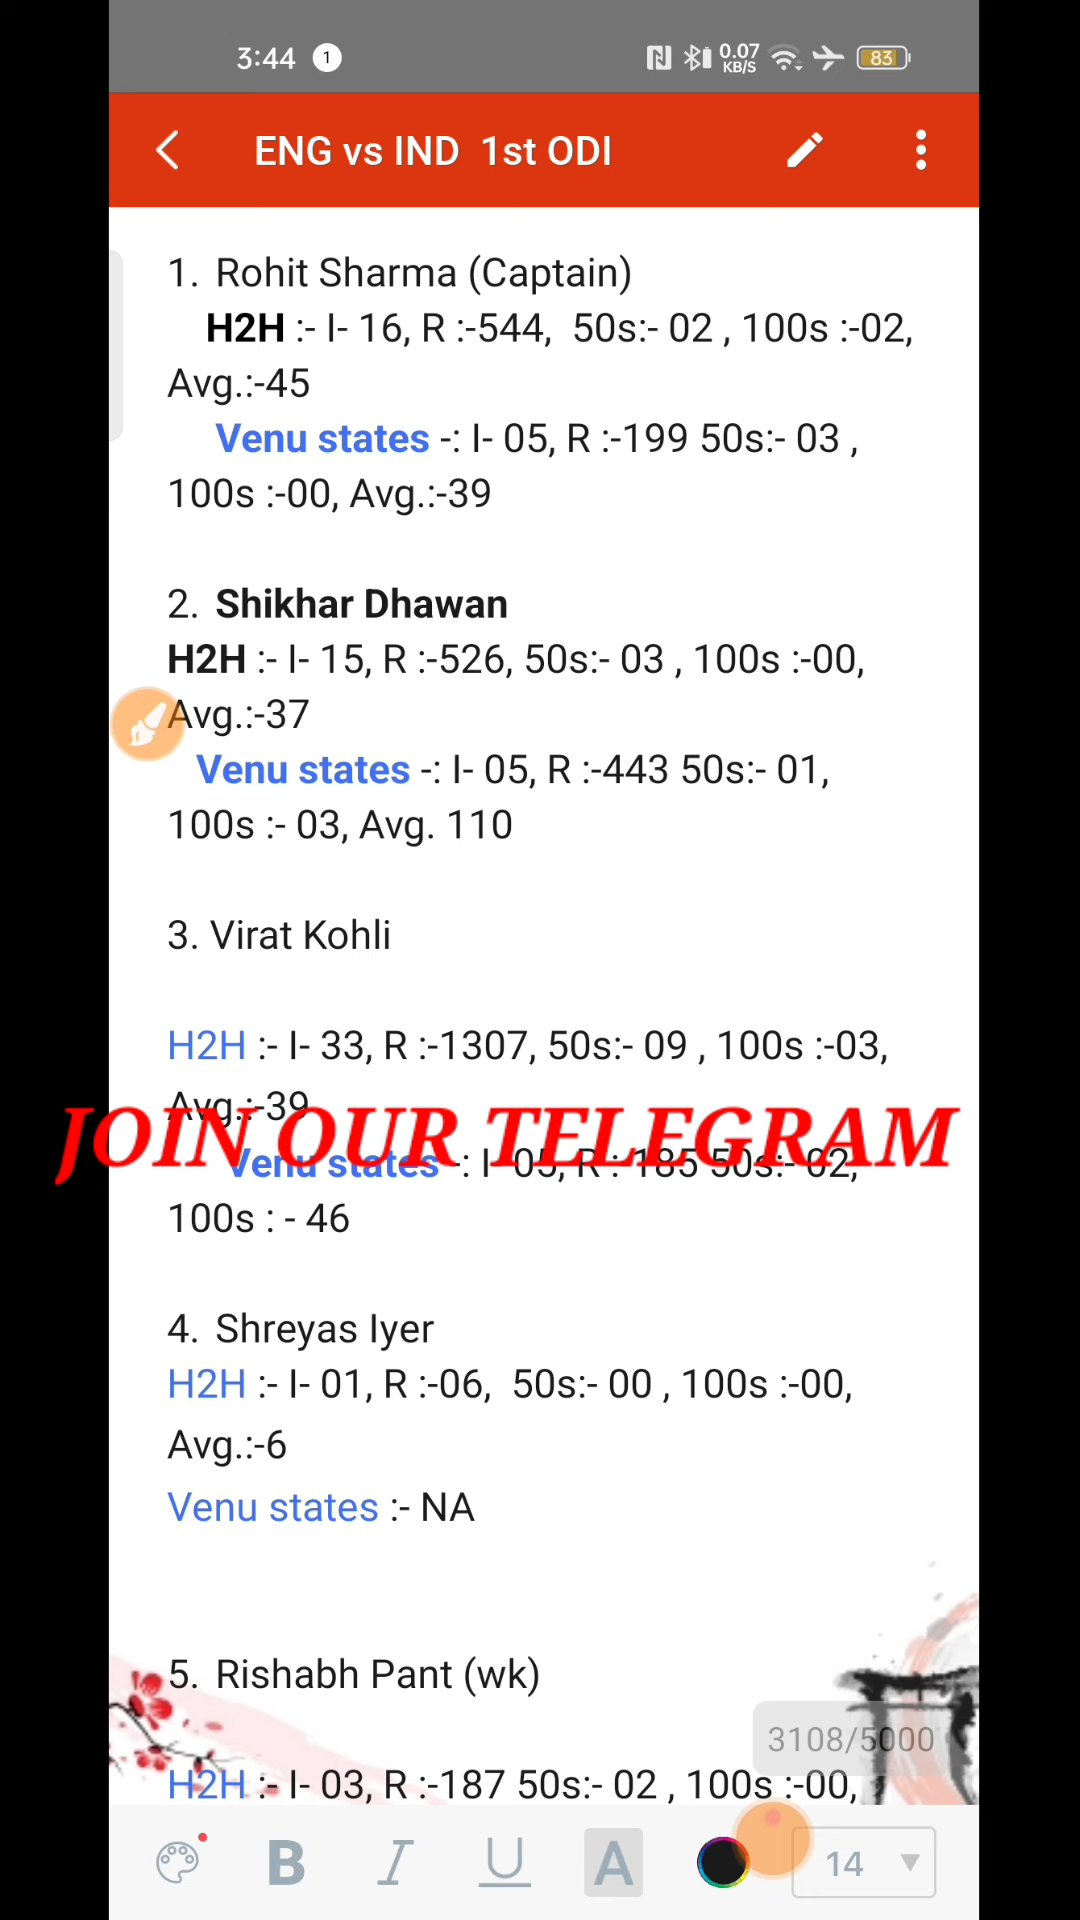 3:44 1 0.07 KB/S 83
ENG vs IND 1st ODI
1. Rohit Sharma (Captain)
H2H :- I- 16, R :-544, 50s:- 02 , 100s :-02,
Avg.:-45
Venu states -: I- 05, R :-199 50s:- 03 ,
100s :-00, Avg.:-39
2. Shikhar Dhawan
H2H :- I- 15, R :-526, 50s:- 03 , 100s :-00,
Avg.:-37
Venu states -: I- 05, R :-443 50s:- 01,
100s :- 03, Avg. 110
3. Virat Kohli
H2H :- I- 33, R :-1307, 50s:- 09 , 100s :-03,
Avg.:-39
JOIN OUR TELEGRAM
Venu states -: I- 05, R :-185 50s:- 02,
100s : - 46
4. Shreyas Iyer
H2H :- I- 01, R :-06, 50s:- 00 , 100s :-00,
Avg.:-6
Venu states :- NA
5. Rishabh Pant (wk)
3108/5000
H2H :- I- 03, R :-187 50s:- 02 , 100s :-00,
B I U A 14